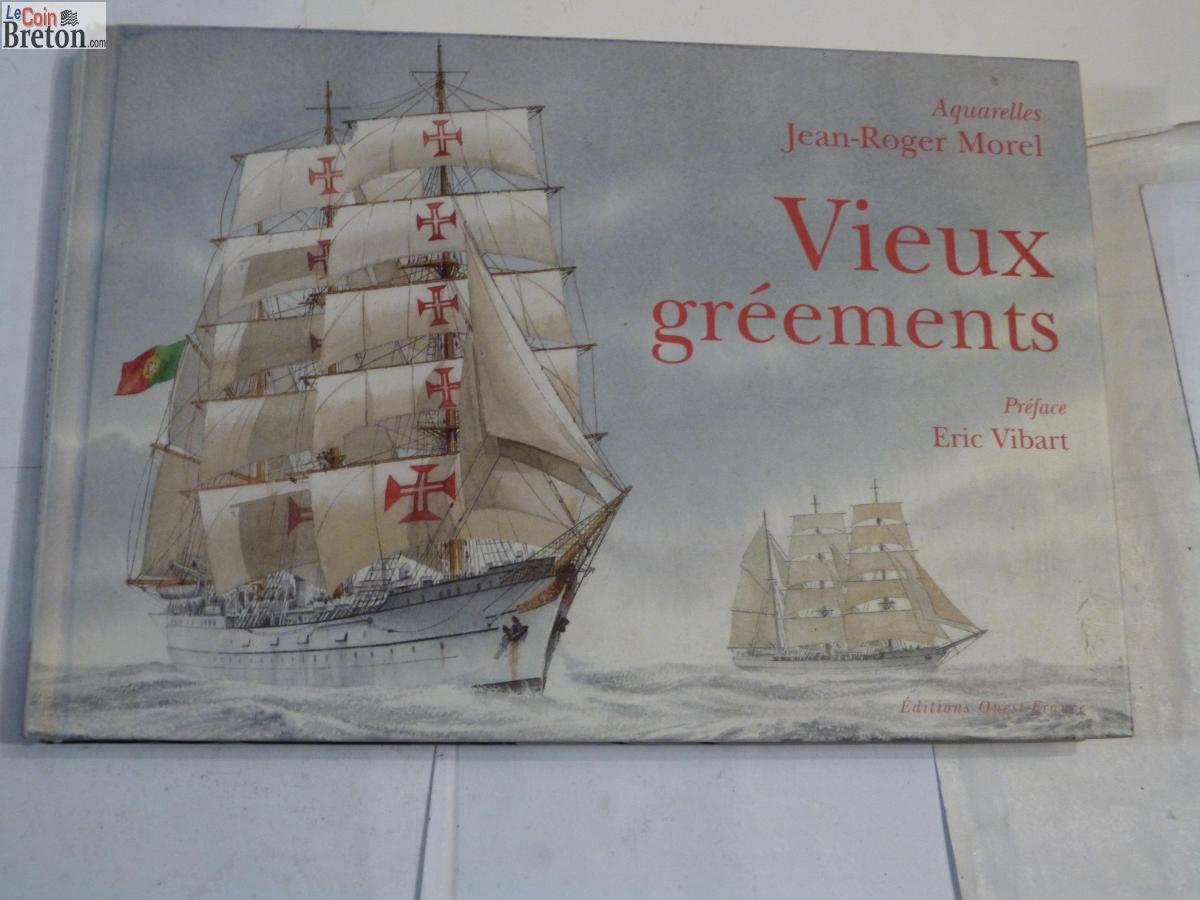 LeCoin
Breton.com
Aquarelles
Jean-Roger Morel
Vieux
gréements
Préface
Eric Vibart
Éditions Ouest-France